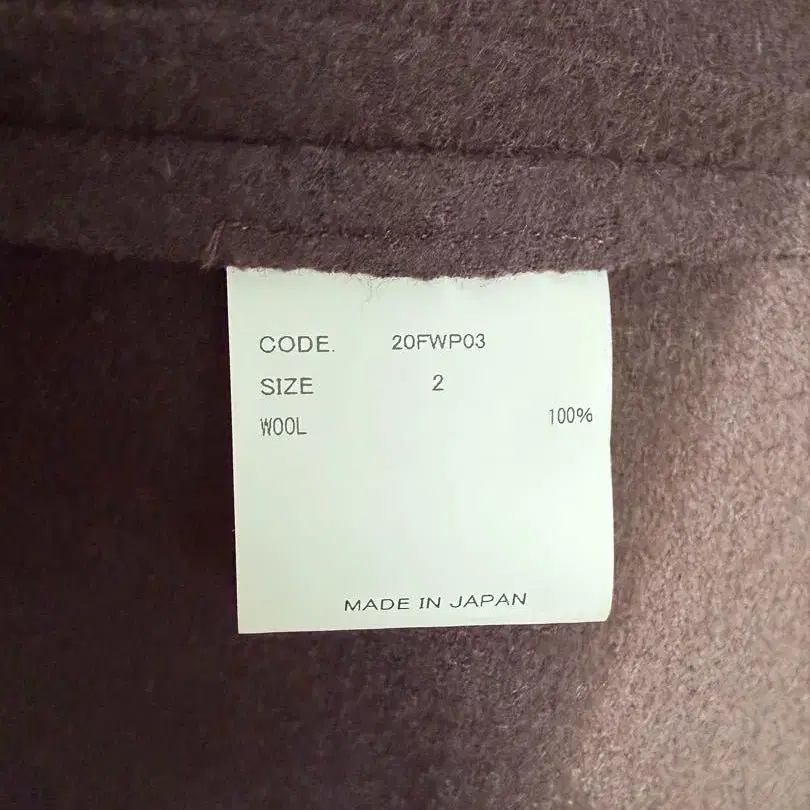 CODE. 20FWP03
SIZE 2
WOOL 100%
MADE IN JAPAN